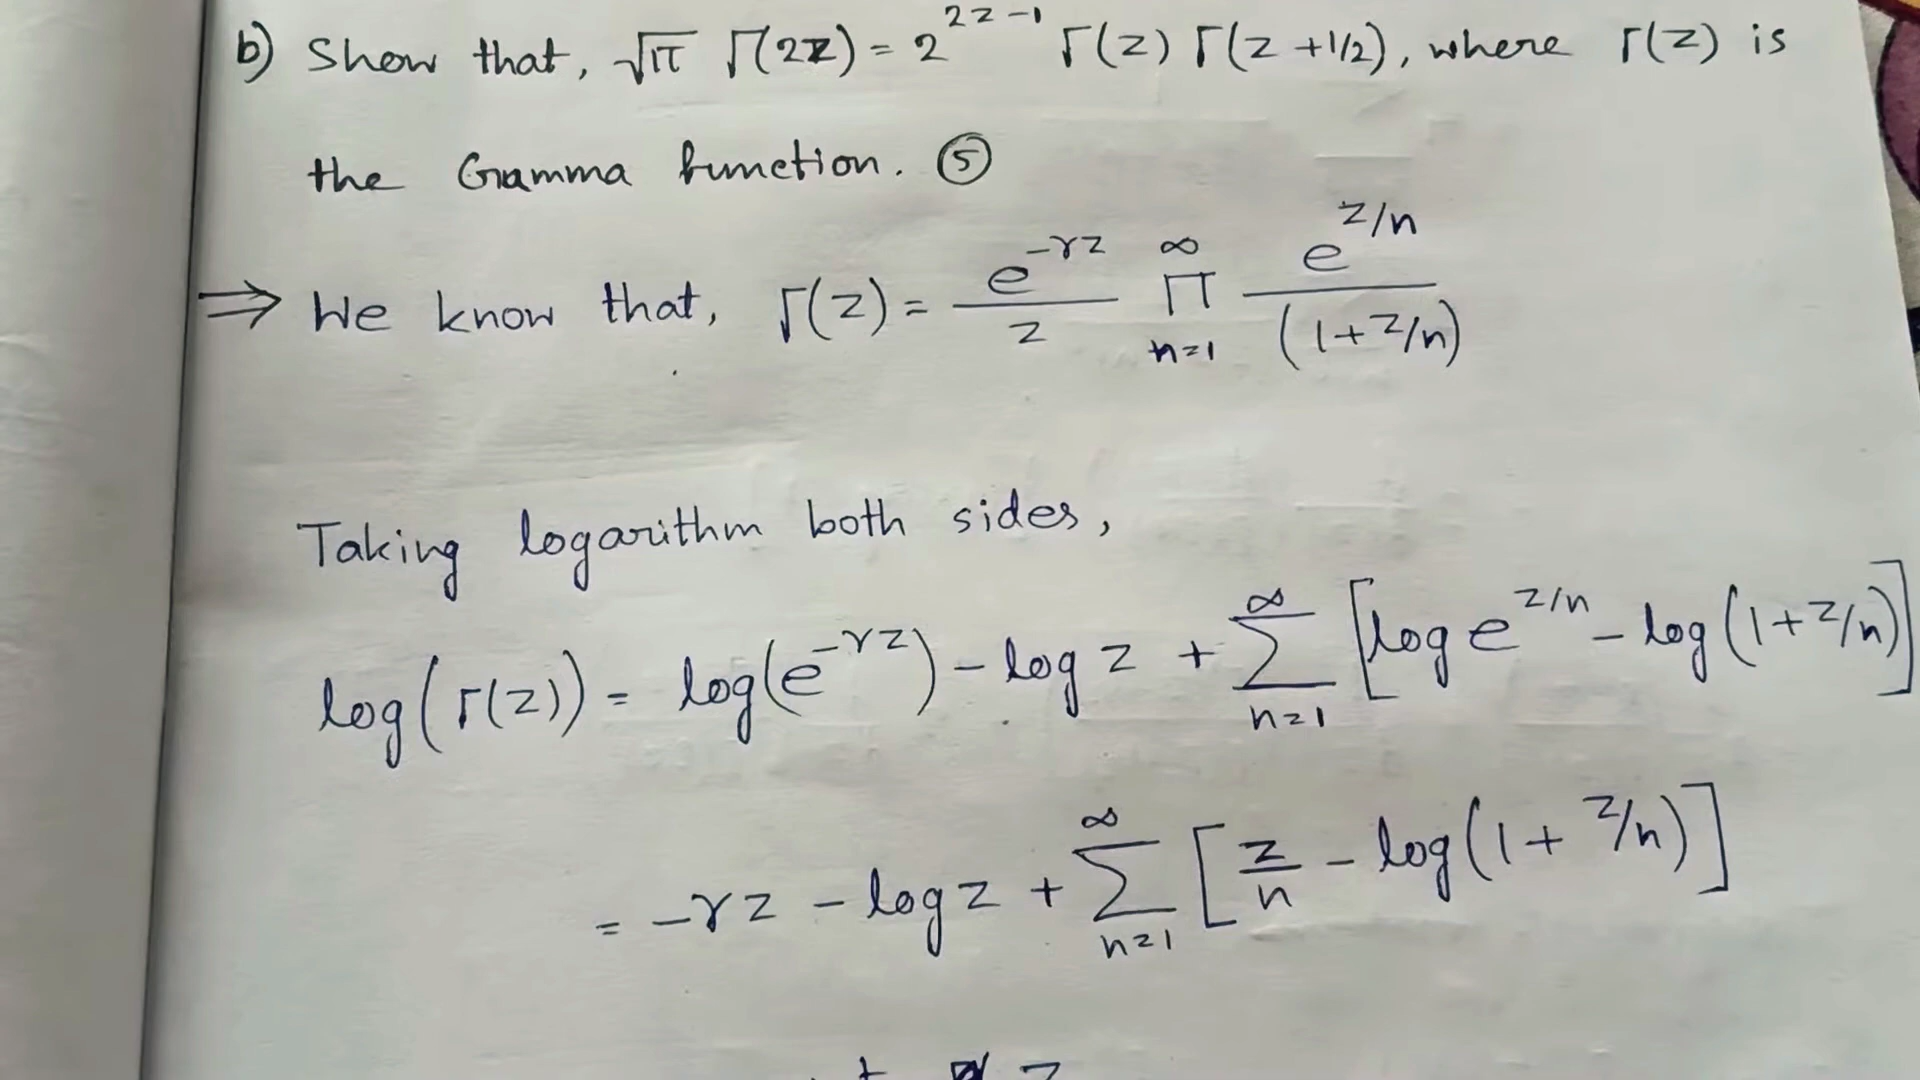 b) Show that, √π Γ(2z) = 2^{2z-1} Γ(z) Γ(z+1/2), where Γ(z) is
the Gamma function. ⑤
⇒ We know that, Γ(z) = e^{-γz}/z ∏_{n=1}^{∞} e^{z/n}/(1+z/n)
Taking logarithm both sides,
log(Γ(z)) = log(e^{-γz}) - log z + ∑_{n=1}^{∞} [log e^{z/n} - log(1+z/n)]
= -γz - log z + ∑_{n=1}^{∞} [z/n - log(1+z/n)]